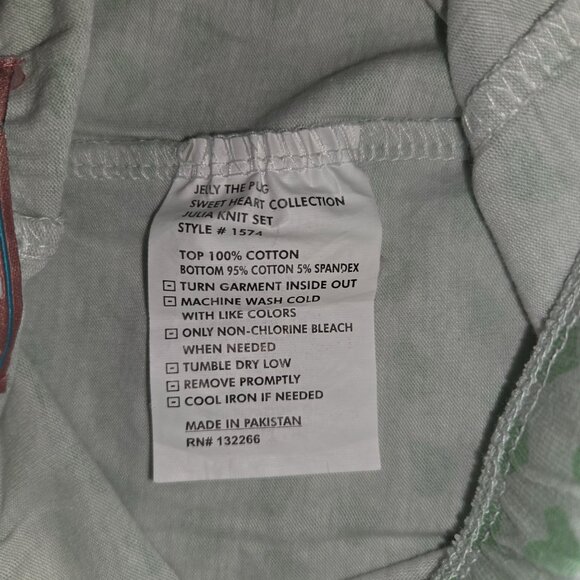 JELLY THE PUG
SWEET HEART COLLECTION
JULIA KNIT SET
STYLE # 1574
TOP 100% COTTON
BOTTOM 95% COTTON 5% SPANDEX
TURN GARMENT INSIDE OUT
MACHINE WASH COLD
WITH LIKE COLORS
ONLY NON-CHLORINE BLEACH
WHEN NEEDED
TUMBLE DRY LOW
REMOVE PROMPTLY
COOL IRON IF NEEDED
MADE IN PAKISTAN
RN# 132266